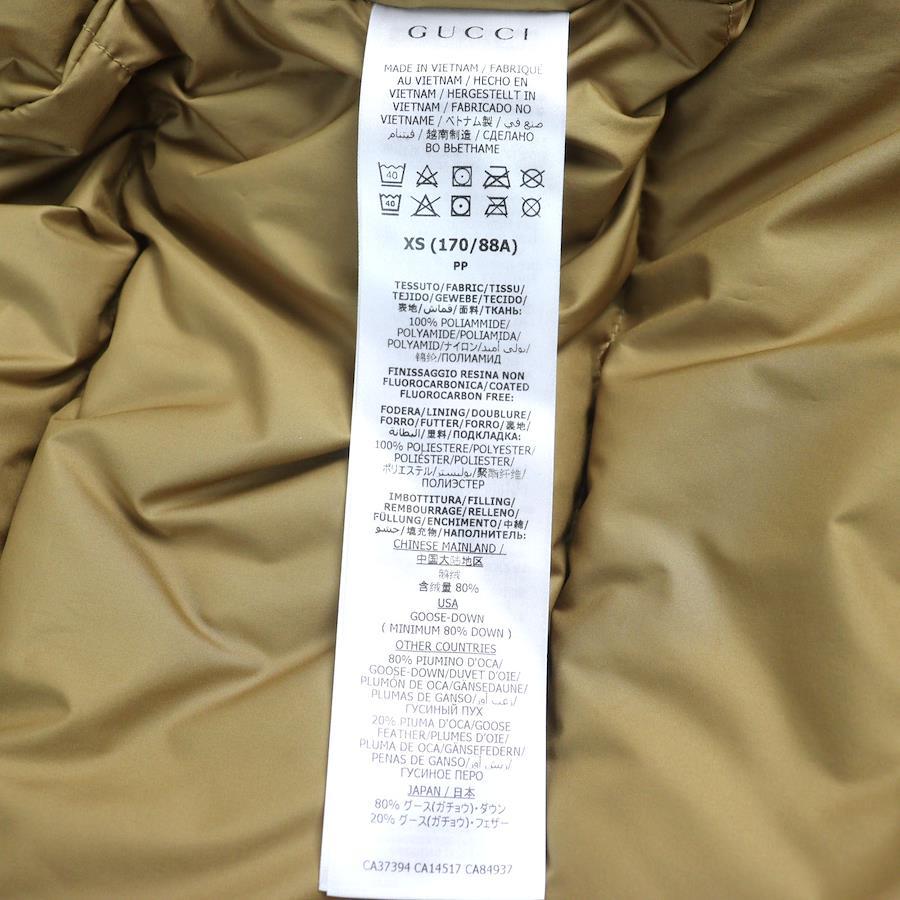 GUCCI
MADE IN VIETNAM / FABRIQUÉ
AU VIETNAM / HECHO EN
VIETNAM / HERGESTELLT IN
VIETNAM / FABRICADO NO
VIETNAME / ベトナム製 / صنع في
فيتنام / 越南制造 / СДЕЛАНО
ВО ВЬЕТНАМЕ
40
40
XS (170/88A)
PP
TESSUTO/FABRIC/TISSU/
TEJIDO/GEWEBE/TECIDO/
表地/قماش/面料/ТКАНЬ:
100% POLIAMMIDE/
POLYAMIDE/POLIAMIDA/
POLYAMID/ナイロン/بولي أميد/
锦纶/ПОЛИАМИД
FINISSAGGIO RESINA NON
FLUOROCARBONICA/COATED
FLUOROCARBON FREE:
FODERA/LINING/DOUBLURE/
FORRO/FUTTER/FORRO/裏地/
البطانة/里料/ПОДКЛАДКА:
100% POLIESTERE/POLYESTER/
POLIÉSTER/POLIESTER/
ポリエステル/بوليستر/聚酯纤维/
ПОЛИЭСТЕР
IMBOTTITURA/FILLING/
REMBOURRAGE/RELLENO/
FÜLLUNG/ENCHIMENTO/中綿/
حشو/填充物/НАПОЛНИТЕЛЬ:
CHINESE MAINLAND /
中国大陆地区
鹅绒
含绒量 80%
USA
GOOSE-DOWN
( MINIMUM 80% DOWN )
OTHER COUNTRIES
80% PIUMINO D'OCA/
GOOSE-DOWN/DUVET D'OIE/
PLUMÓN DE OCA/GÄNSEDAUNE/
PLUMAS DE GANSO/زغب أوز/
ГУСИНЫЙ ПУХ
20% PIUMA D'OCA/GOOSE
FEATHER/PLUMES D'OIE/
PLUMA DE OCA/GÄNSEFEDERN/
PENAS DE GANSO/ريش أوز/
ГУСИНОЕ ПЕРО
JAPAN / 日本
80% グース(ガチョウ)・ダウン
20% グース(ガチョウ)・フェザー
CA37394 CA14517 CA84937